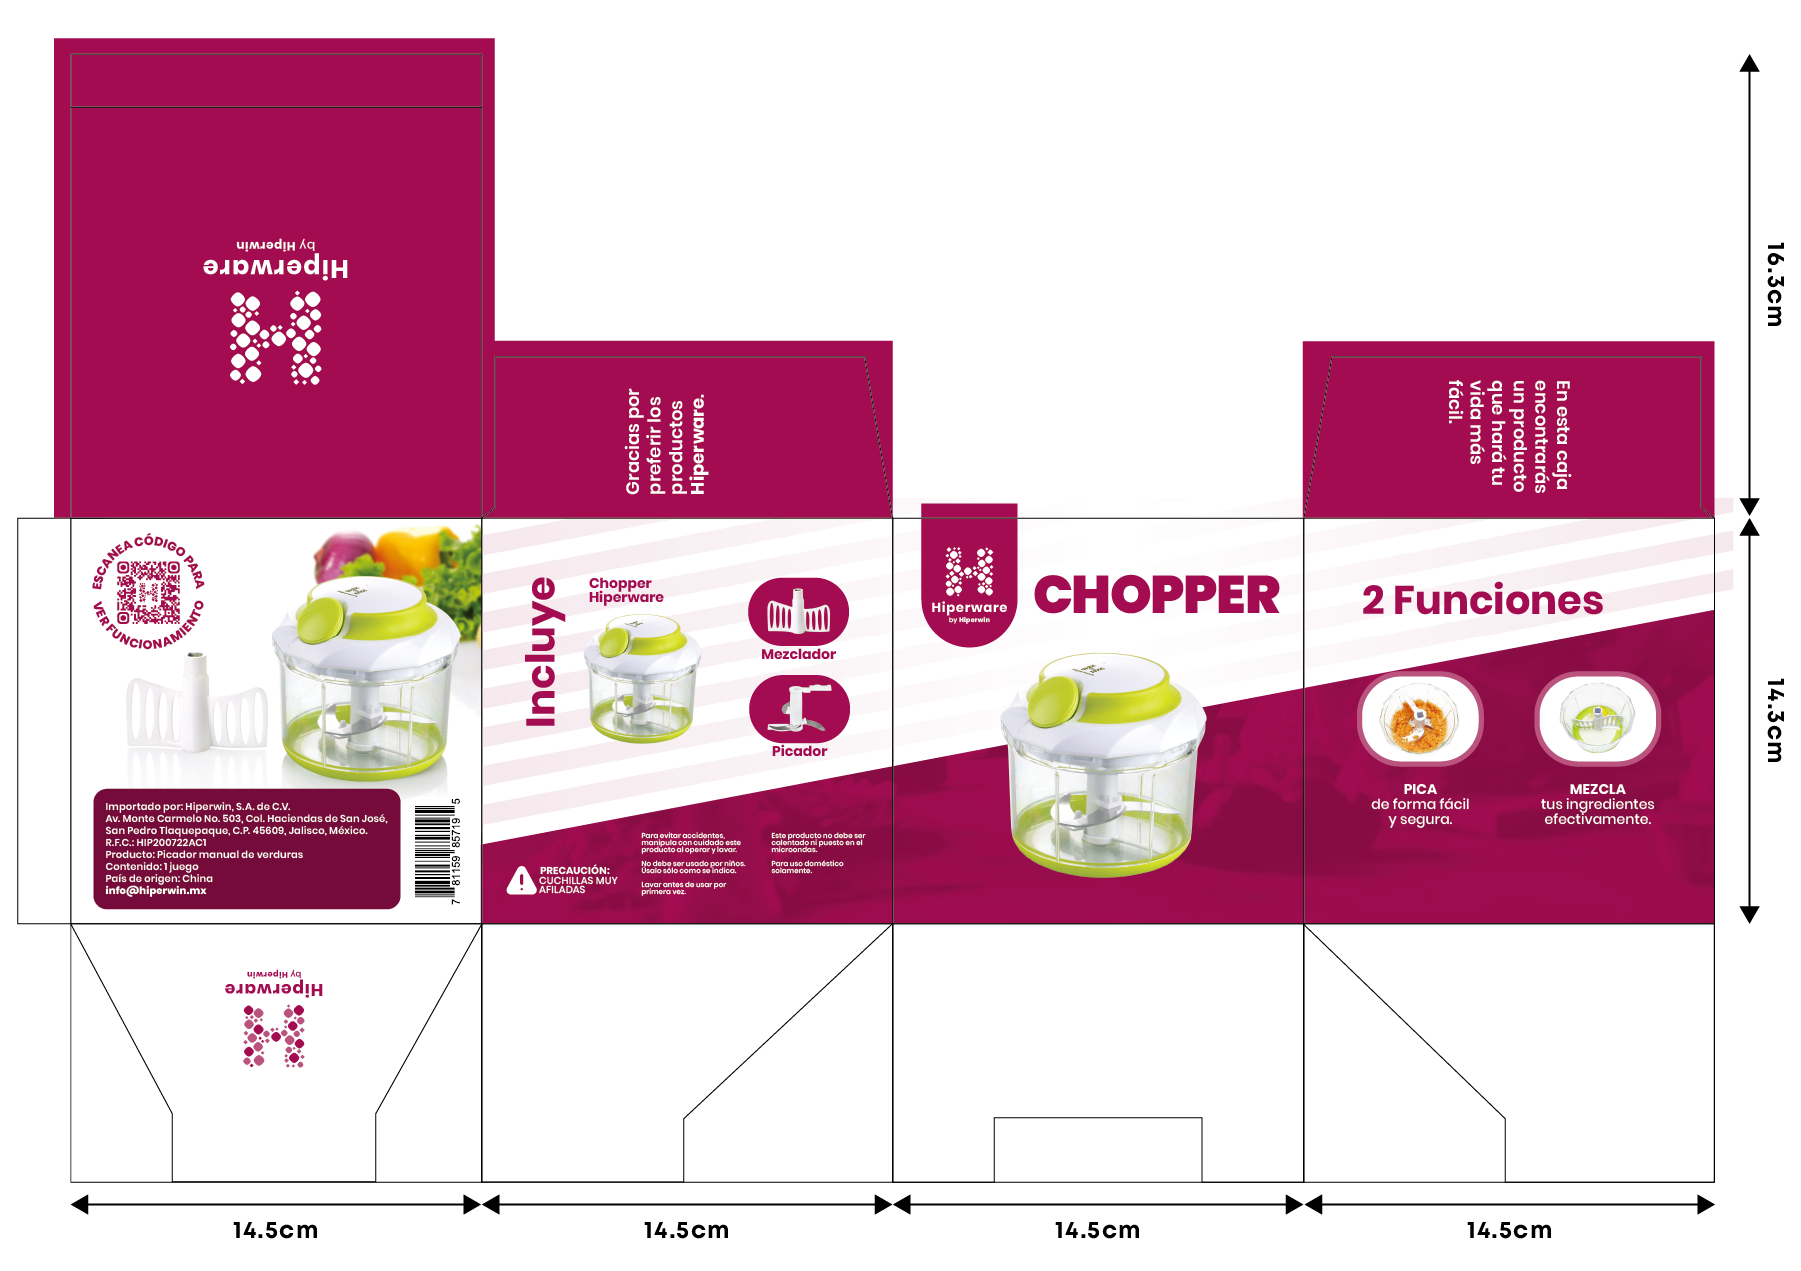 by Hiperwin
Hiperware
16.3cm
Gracias por
preferir los
productos
Hiperware.
En esta caja
encontrarás
un producto
que hará tu
vida más
fácil.
ESCANEA CÓDIGO PARA
VER FUNCIONAMIENTO
Importado por: Hiperwin, S.A. de C.V.
Av. Monte Carmelo No. 503, Col. Haciendas de San José,
San Pedro Tlaquepaque, C.P. 45609, Jalisco, México.
R.F.C.: HIP200722AC1
Producto: Picador manual de verduras
Contenido: 1 juego
País de origen: China
info@hiperwin.mx
7 81159 85719 5
Incluye
Chopper
Hiperware
Mezclador
Picador
PRECAUCIÓN:
CUCHILLAS MUY
AFILADAS
Para evitar accidentes,
manipula con cuidado este
producto al operar y lavar.
No debe ser usado por niños.
Úsalo sólo como se indica.
Lavar antes de usar por
primera vez.
Este producto no debe ser
calentado ni puesto en el
microondas.
Para uso doméstico
solamente.
Hiperware
by Hiperwin
CHOPPER
2 Funciones
PICA
de forma fácil
y segura.
MEZCLA
tus ingredientes
efectivamente.
14.3cm
by Hiperwin
Hiperware
14.5cm
14.5cm
14.5cm
14.5cm